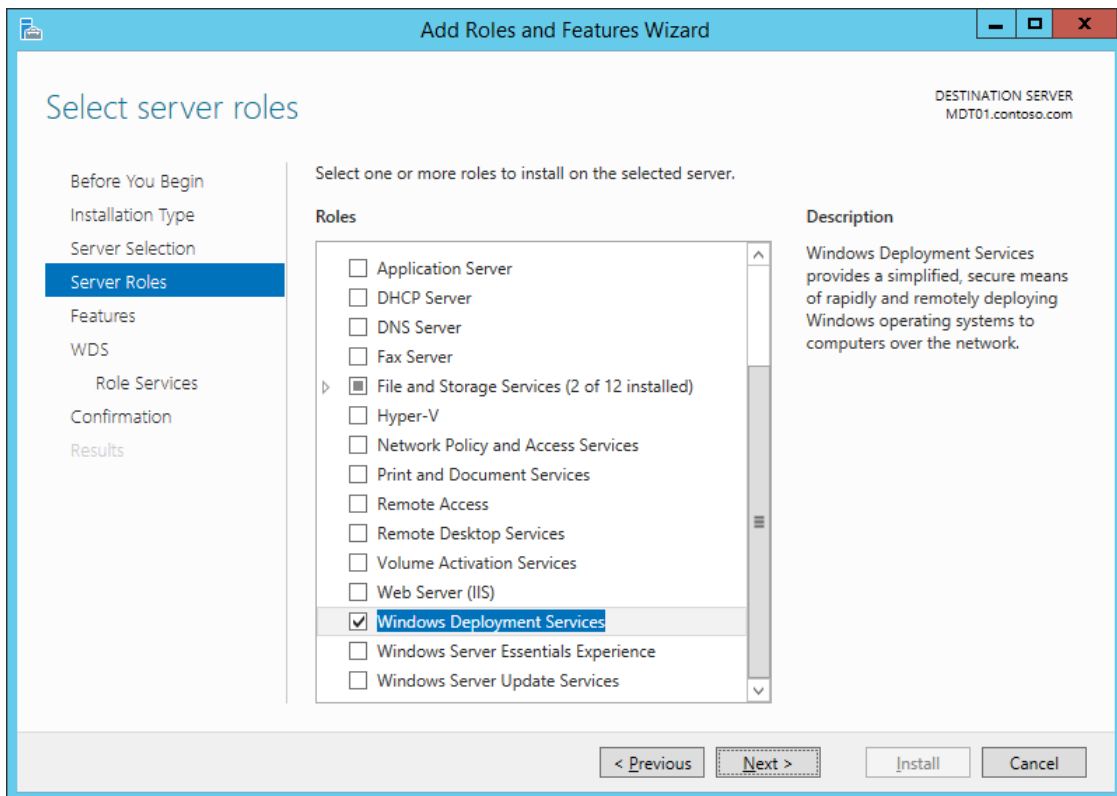 Add Roles and Features Wizard
Select server roles
DESTINATION SERVER
MDT01.contoso.com
Before You Begin
Installation Type
Server Selection
Server Roles
Features
WDS
Role Services
Confirmation
Results
Select one or more roles to install on the selected server.
Roles
Application Server
DHCP Server
DNS Server
Fax Server
File and Storage Services (2 of 12 installed)
Hyper-V
Network Policy and Access Services
Print and Document Services
Remote Access
Remote Desktop Services
Volume Activation Services
Web Server (IIS)
Windows Deployment Services
Windows Server Essentials Experience
Windows Server Update Services
Description
Windows Deployment Services
provides a simplified, secure means
of rapidly and remotely deploying
Windows operating systems to
computers over the network.
< Previous
Next >
Install
Cancel